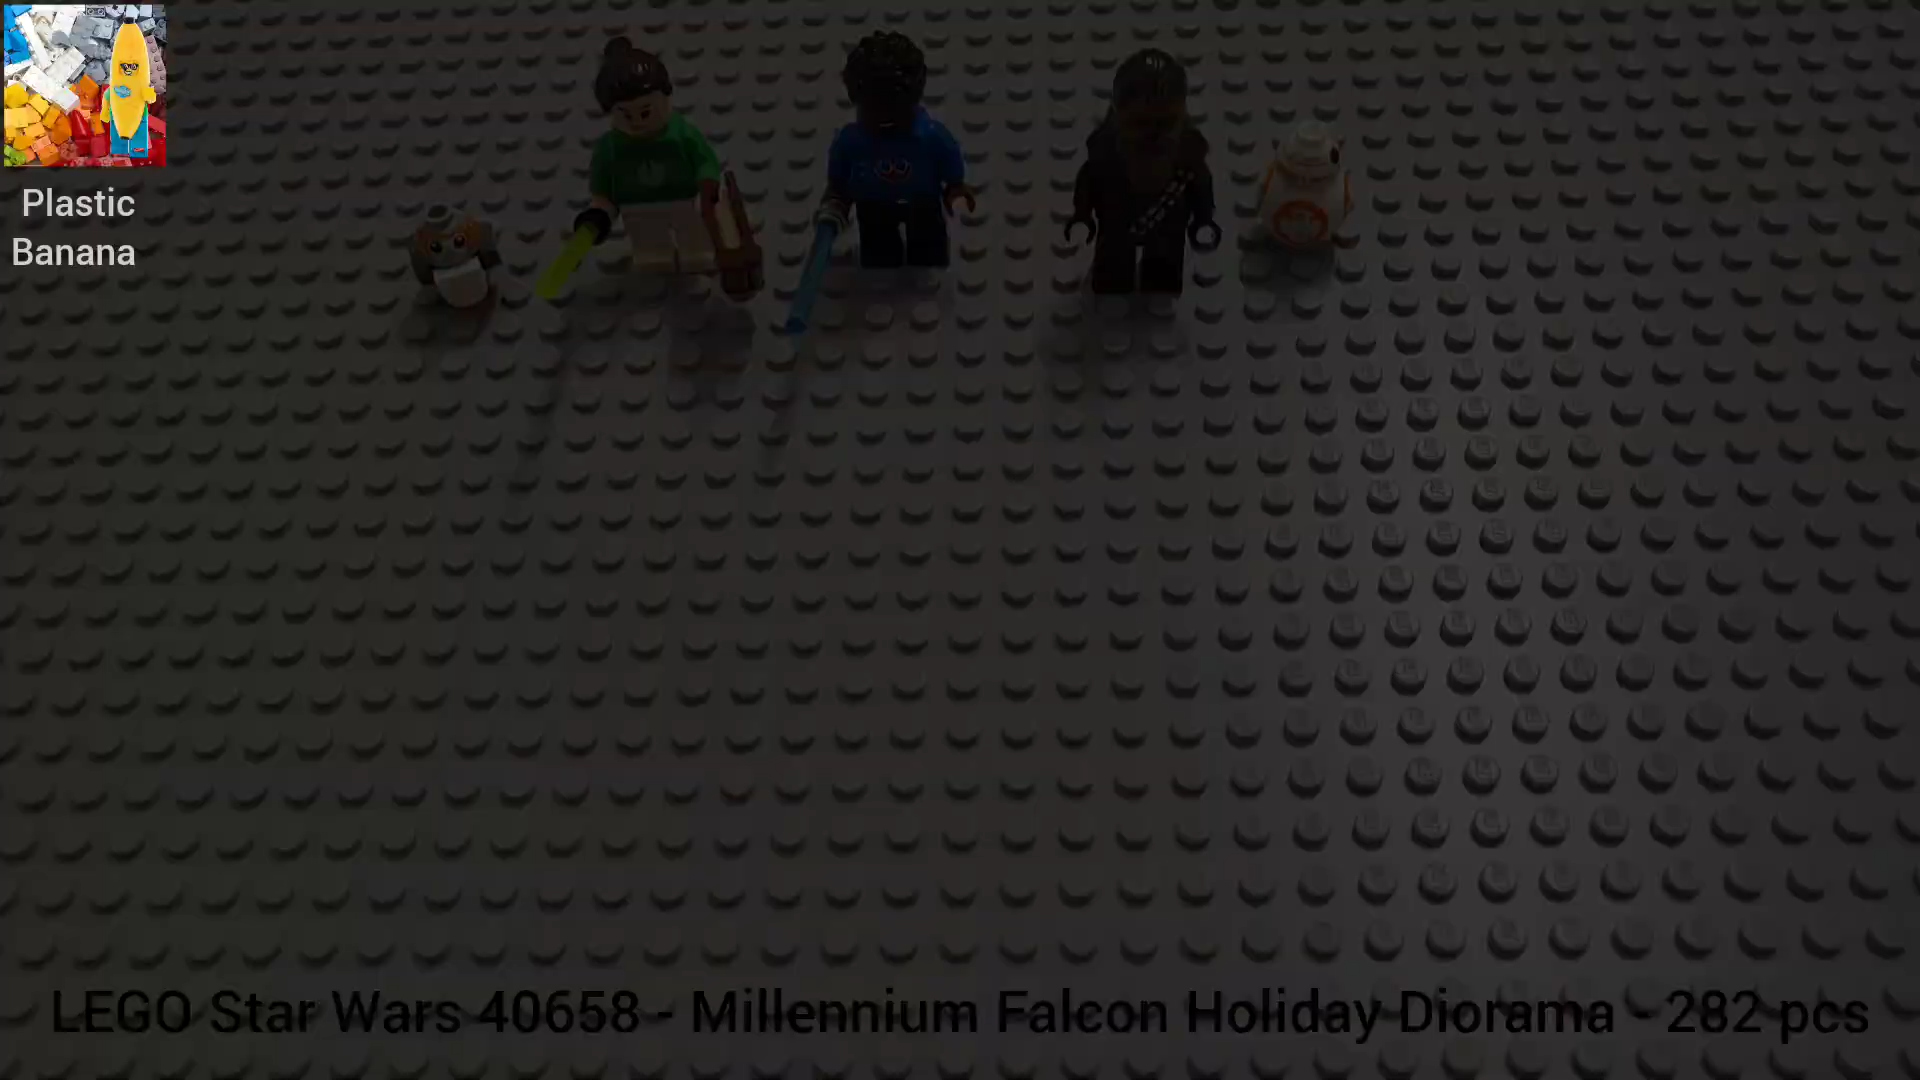 Plastic
Banana
LEGO Star Wars 40658 - Millennium Falcon Holiday Diorama - 282 pcs